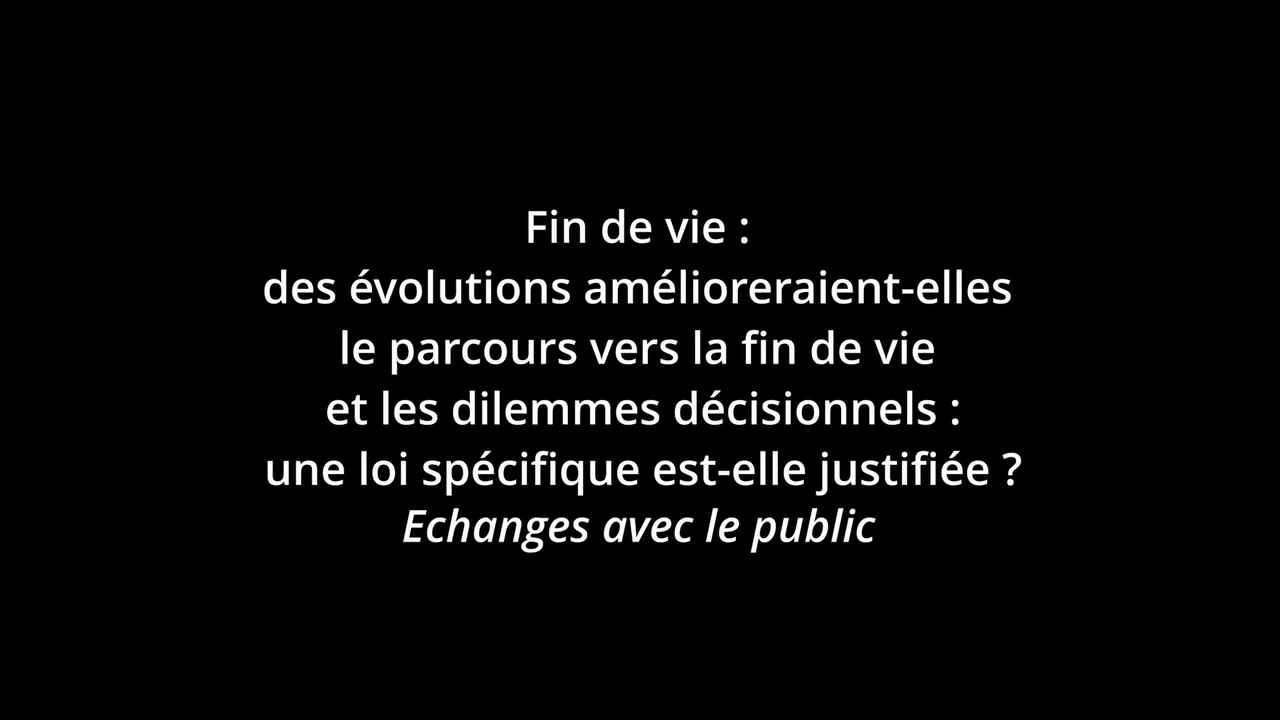 Fin de vie :
des évolutions amélioreraient-elles
le parcours vers la fin de vie
et les dilemmes décisionnels :
une loi spécifique est-elle justifiée ?
Echanges avec le public